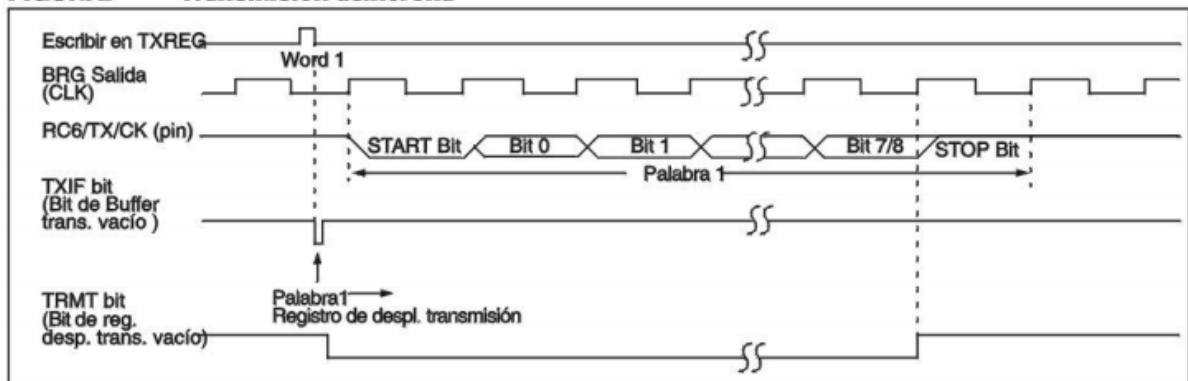 Escribir en TXREG
Word 1
BRG Salida
(CLK)
RC6/TX/CK (pin)
START Bit
Bit 0
Bit 1
Bit 7/8
STOP Bit
Palabra 1
TXIF bit
(Bit de Buffer
trans. vacío )
Palabra1
Registro de despl. transmisión
TRMT bit
(Bit de reg.
desp. trans. vacío)